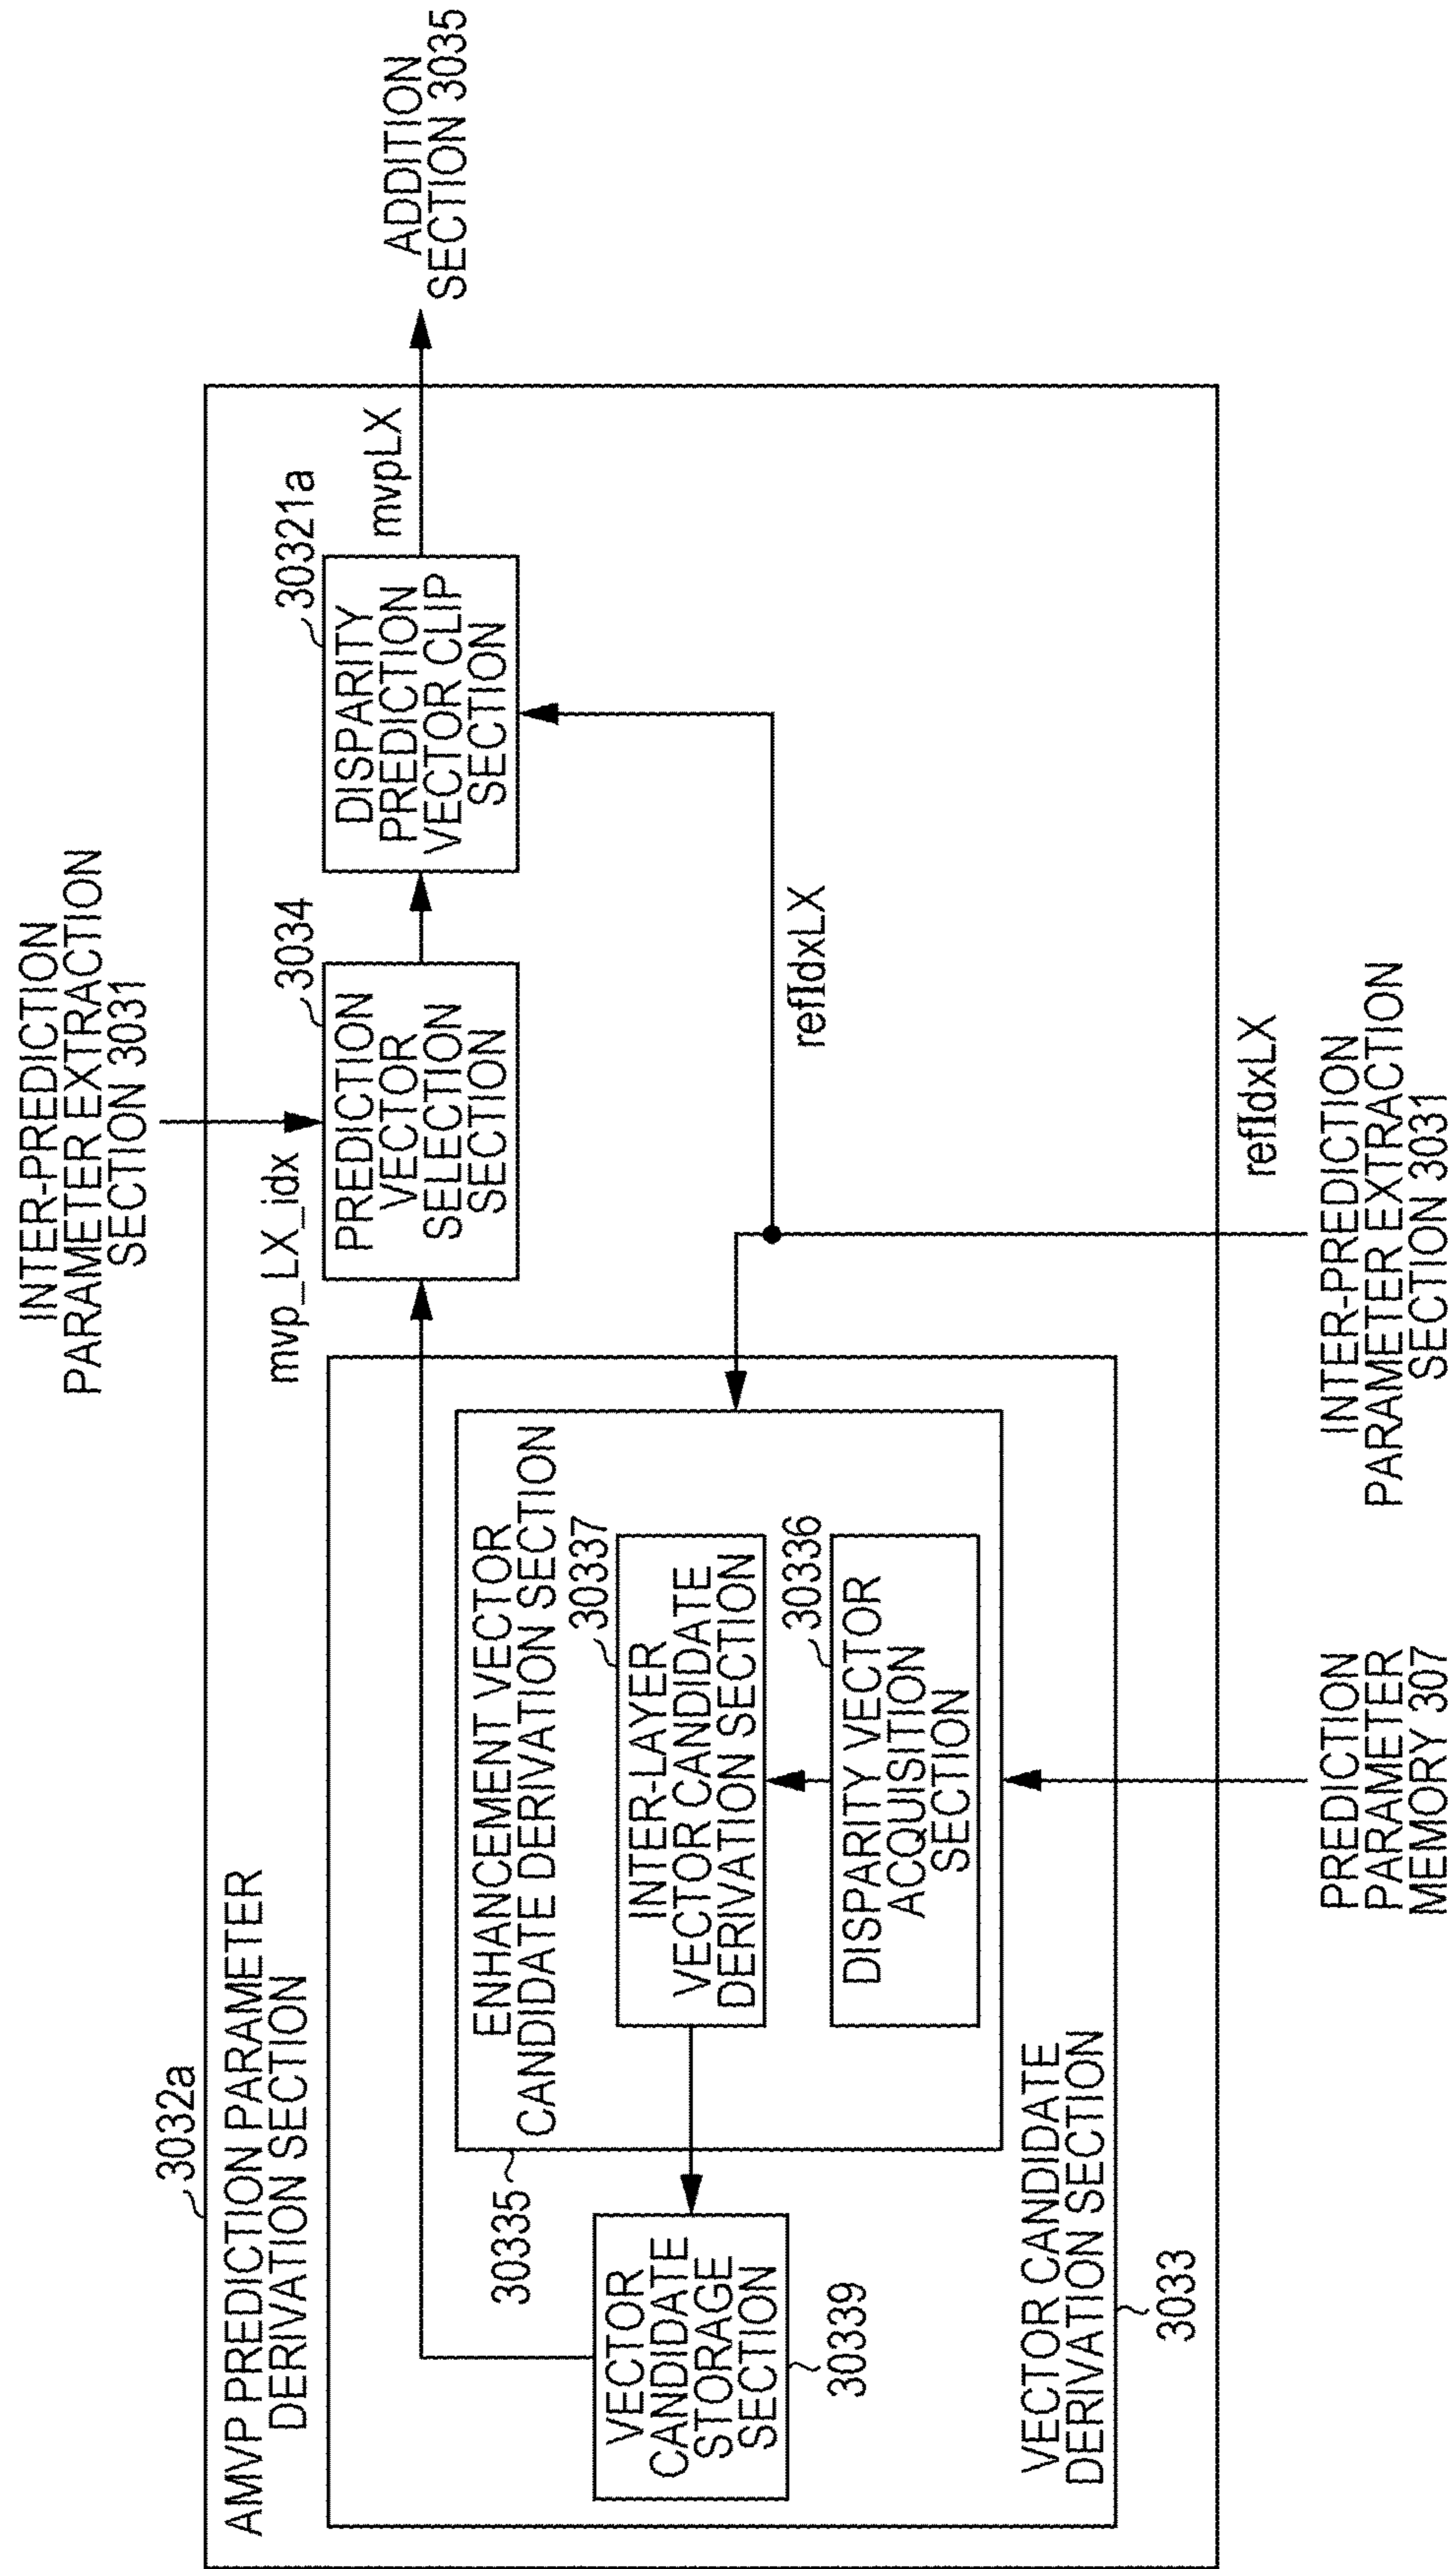 3032a
AMVP PREDICTION PARAMETER
DERIVATION SECTION
INTER-PREDICTION
PARAMETER EXTRACTION
SECTION 3031
mvp_LX_idx
3034
PREDICTION
VECTOR
SELECTION
SECTION
30321a
DISPARITY
PREDICTION
VECTOR CLIP
SECTION
mvpLX
ADDITION
SECTION 3035
30335
ENHANCEMENT VECTOR
CANDIDATE DERIVATION SECTION
30337
INTER-LAYER
VECTOR CANDIDATE
DERIVATION SECTION
30336
DISPARITY VECTOR
ACQUISITION
SECTION
VECTOR
CANDIDATE
STORAGE
SECTION
30339
VECTOR CANDIDATE
DERIVATION SECTION
3033
refIdxLX
refIdxLX
PREDICTION
PARAMETER
MEMORY 307
INTER-PREDICTION
PARAMETER EXTRACTION
SECTION 3031